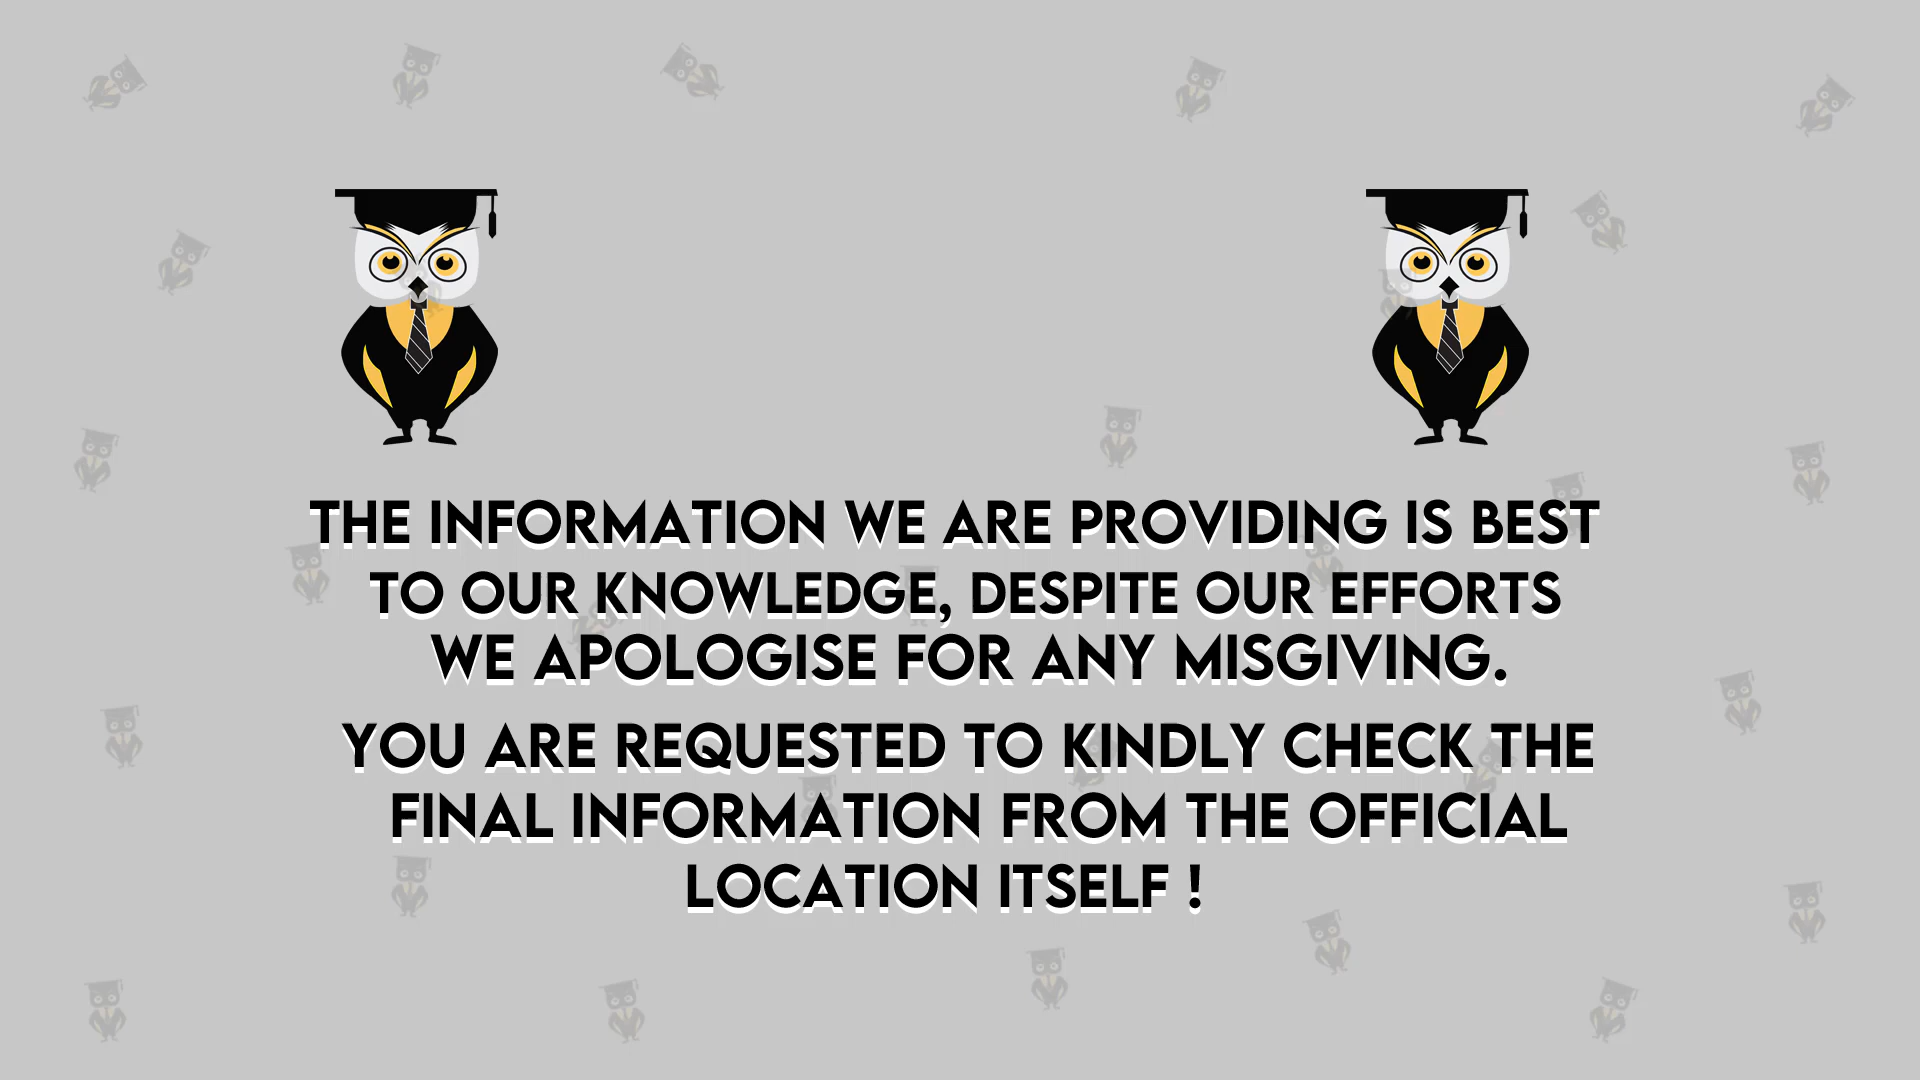 THE INFORMATION WE ARE PROVIDING IS BEST
TO OUR KNOWLEDGE, DESPITE OUR EFFORTS
WE APOLOGISE FOR ANY MISGIVING.
YOU ARE REQUESTED TO KINDLY CHECK THE
FINAL INFORMATION FROM THE OFFICIAL
LOCATION ITSELF !